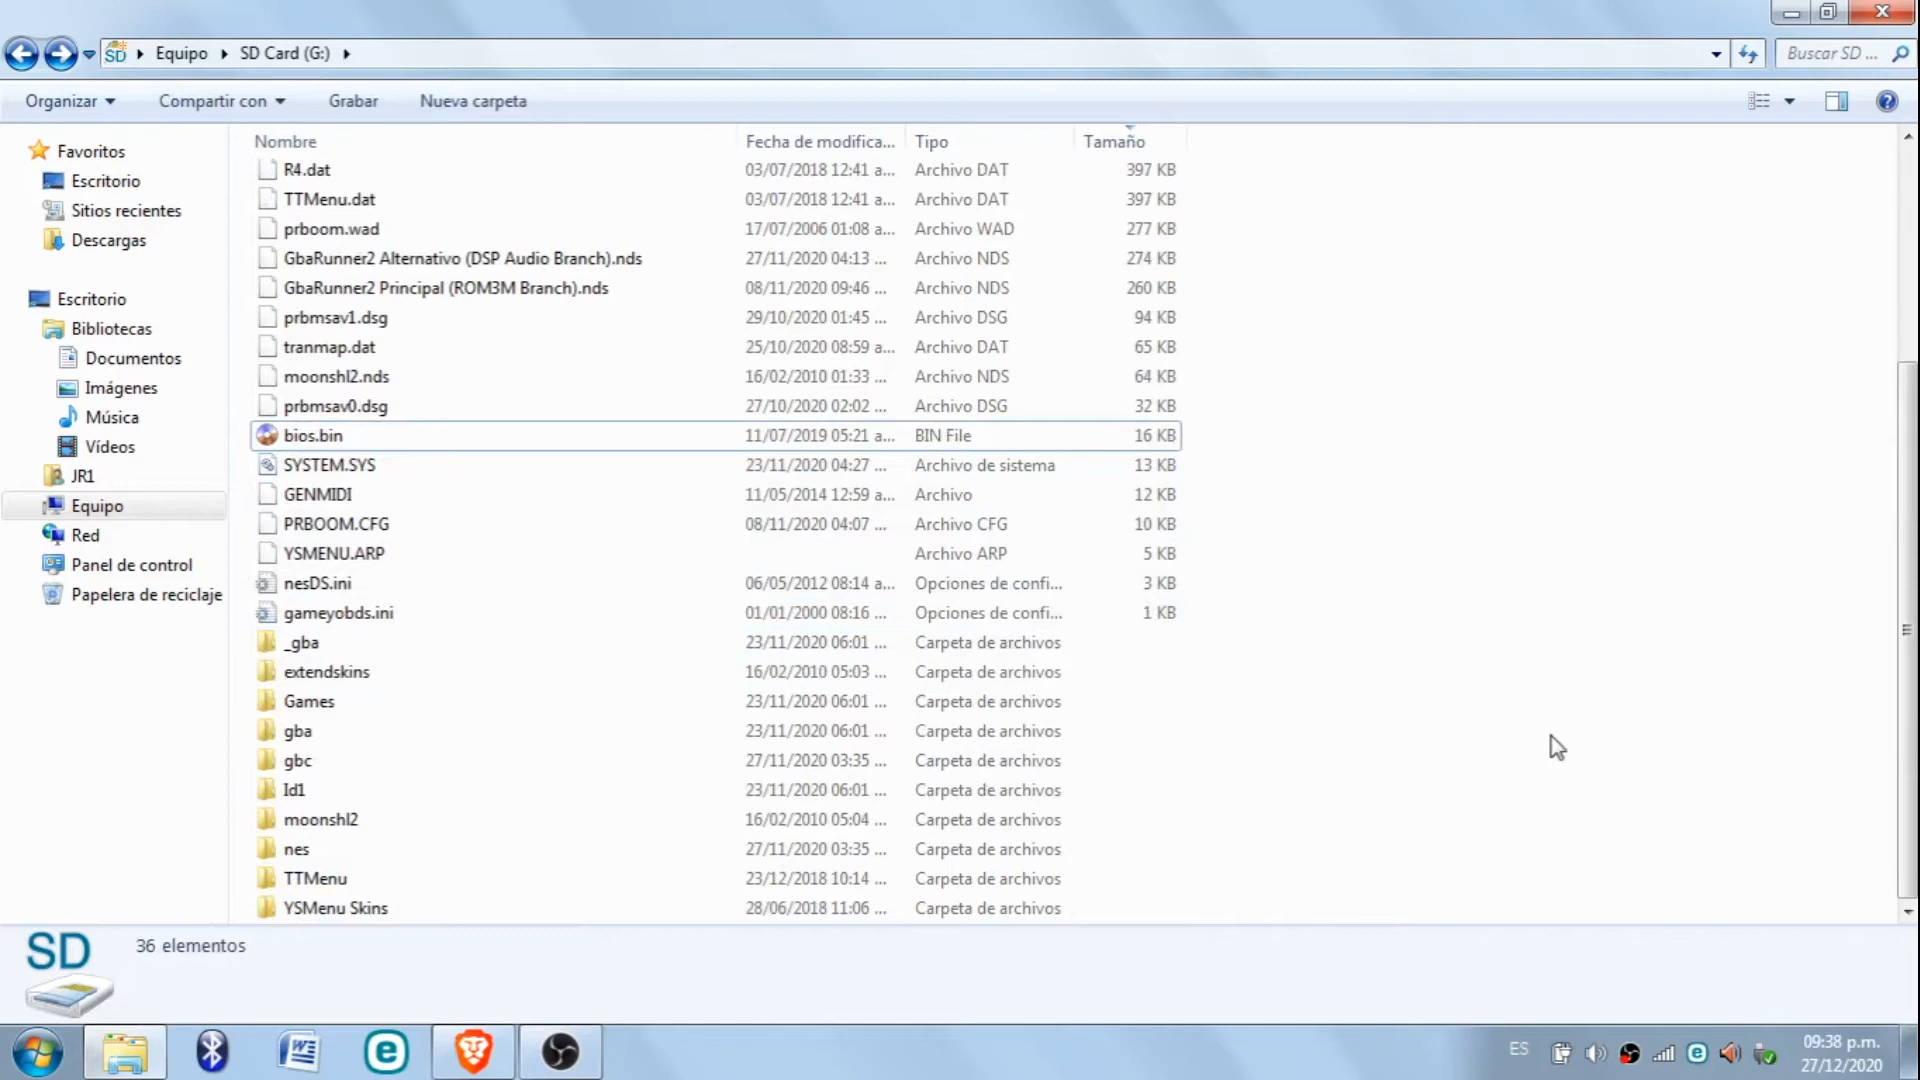 SD Equipo SD Card (G:) Buscar SD ...
Organizar Compartir con Grabar Nueva carpeta
Nombre Fecha de modifica... Tipo Tamaño
R4.dat 03/07/2018 12:41 a... Archivo DAT 397 KB
TTMenu.dat 03/07/2018 12:41 a... Archivo DAT 397 KB
prboom.wad 17/07/2006 01:08 a... Archivo WAD 277 KB
GbaRunner2 Alternativo (DSP Audio Branch).nds 27/11/2020 04:13 ... Archivo NDS 274 KB
GbaRunner2 Principal (ROM3M Branch).nds 08/11/2020 09:46 ... Archivo NDS 260 KB
prbmsav1.dsg 29/10/2020 01:45 ... Archivo DSG 94 KB
tranmap.dat 25/10/2020 08:59 a... Archivo DAT 65 KB
moonshl2.nds 16/02/2010 01:33 ... Archivo NDS 64 KB
prbmsav0.dsg 27/10/2020 02:02 ... Archivo DSG 32 KB
bios.bin 11/07/2019 05:21 a... BIN File 16 KB
SYSTEM.SYS 23/11/2020 04:27 ... Archivo de sistema 13 KB
GENMIDI 11/05/2014 12:59 a... Archivo 12 KB
PRBOOM.CFG 08/11/2020 04:07 ... Archivo CFG 10 KB
YSMENU.ARP Archivo ARP 5 KB
nesDS.ini 06/05/2012 08:14 a... Opciones de confi... 3 KB
gameyobds.ini 01/01/2000 08:16 ... Opciones de confi... 1 KB
_gba 23/11/2020 06:01 ... Carpeta de archivos
extendskins 16/02/2010 05:03 ... Carpeta de archivos
Games 23/11/2020 06:01 ... Carpeta de archivos
gba 23/11/2020 06:01 ... Carpeta de archivos
gbc 27/11/2020 03:35 ... Carpeta de archivos
Id1 23/11/2020 06:01 ... Carpeta de archivos
moonshl2 16/02/2010 05:04 ... Carpeta de archivos
nes 27/11/2020 03:35 ... Carpeta de archivos
TTMenu 23/12/2018 10:14 ... Carpeta de archivos
YSMenu Skins 28/06/2018 11:06 ... Carpeta de archivos
Favoritos
Escritorio
Sitios recientes
Descargas
Escritorio
Bibliotecas
Documentos
Imágenes
Música
Vídeos
JR1
Equipo
Red
Panel de control
Papelera de reciclaje
SD 36 elementos
ES 09:38 p.m.
27/12/2020